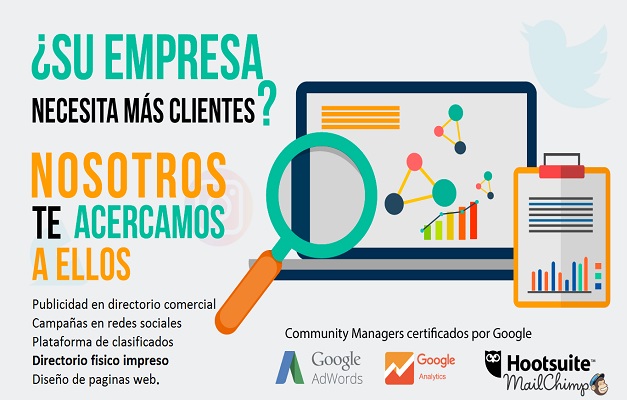 ¿SU EMPRESA
NECESITA MÁS CLIENTES?
NOSOTROS
TE ACERCAMOS
A ELLOS
Publicidad en directorio comercial
Campañas en redes sociales
Plataforma de clasificados
Directorio fisico impreso
Diseño de paginas web.
Community Managers certificados por Google
Google
AdWords
Google
Analytics
Hootsuite™
MailChimp